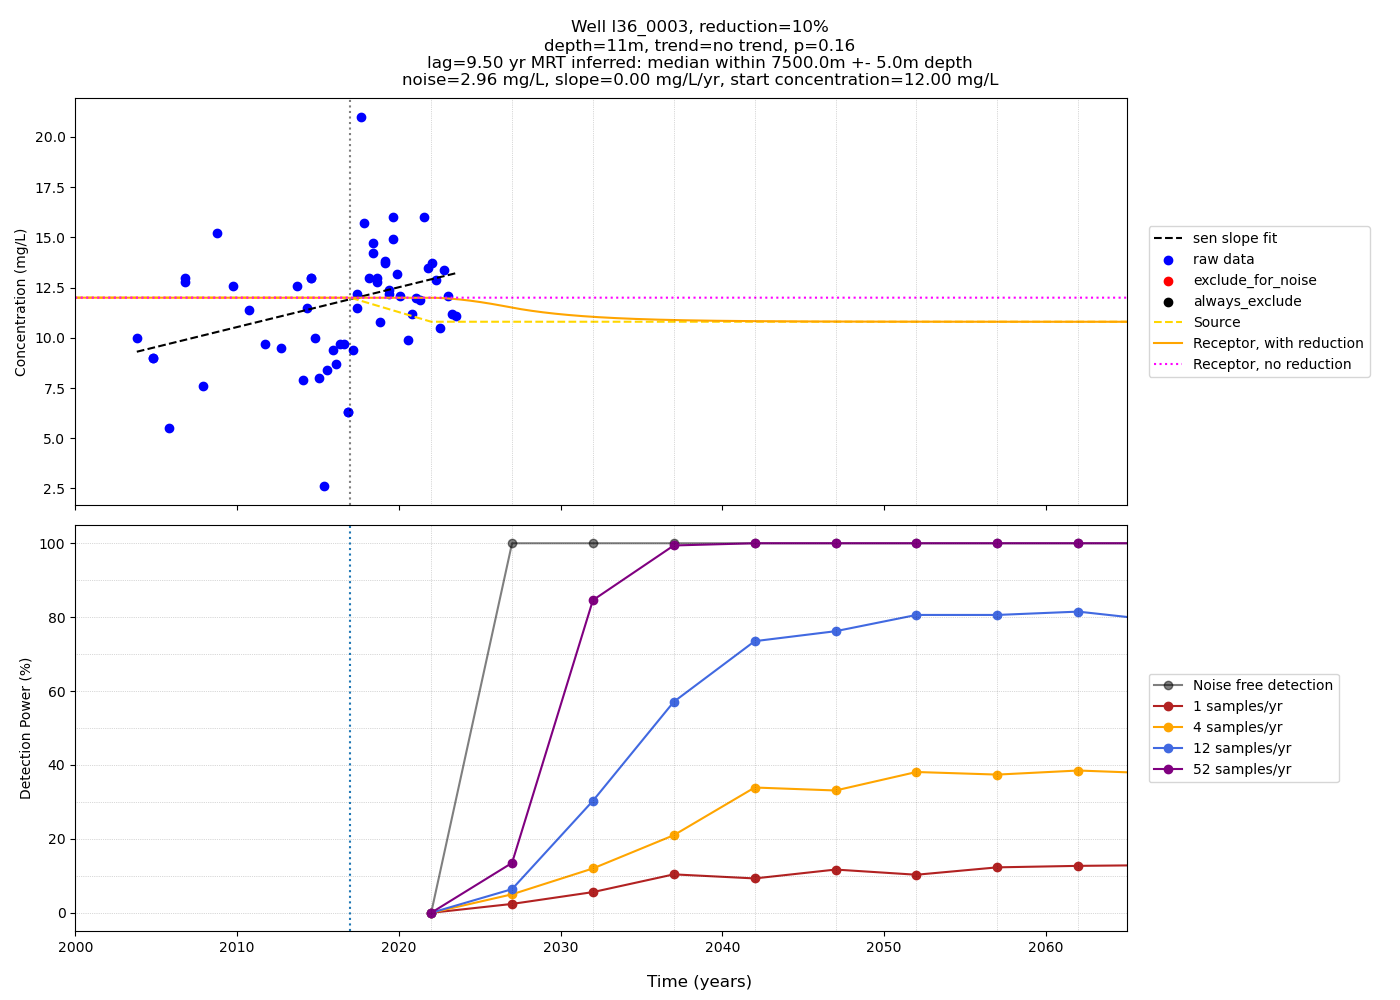 Well l36_0003, reduction=10%
depth=11m, trend=no trend, p=0.16
lag=9.50 yr MRT inferred: median within 7500.0m +- 5.0m depth
noise=2.96 mg/L, slope=0.00 mg/L/yr, start concentration=12.00 mg/L
Concentration (mg/L)
20.0
17.5
15.0
12.5
10.0
7.5
5.0
2.5
sen slope fit
raw data
exclude_for_noise
always_exclude
Source
Receptor, with reduction
Receptor, no reduction
Detection Power (%)
100
80
60
40
20
0
Noise free detection
1 samples/yr
4 samples/yr
12 samples/yr
52 samples/yr
2000 2010 2020 2030 2040 2050 2060
Time (years)